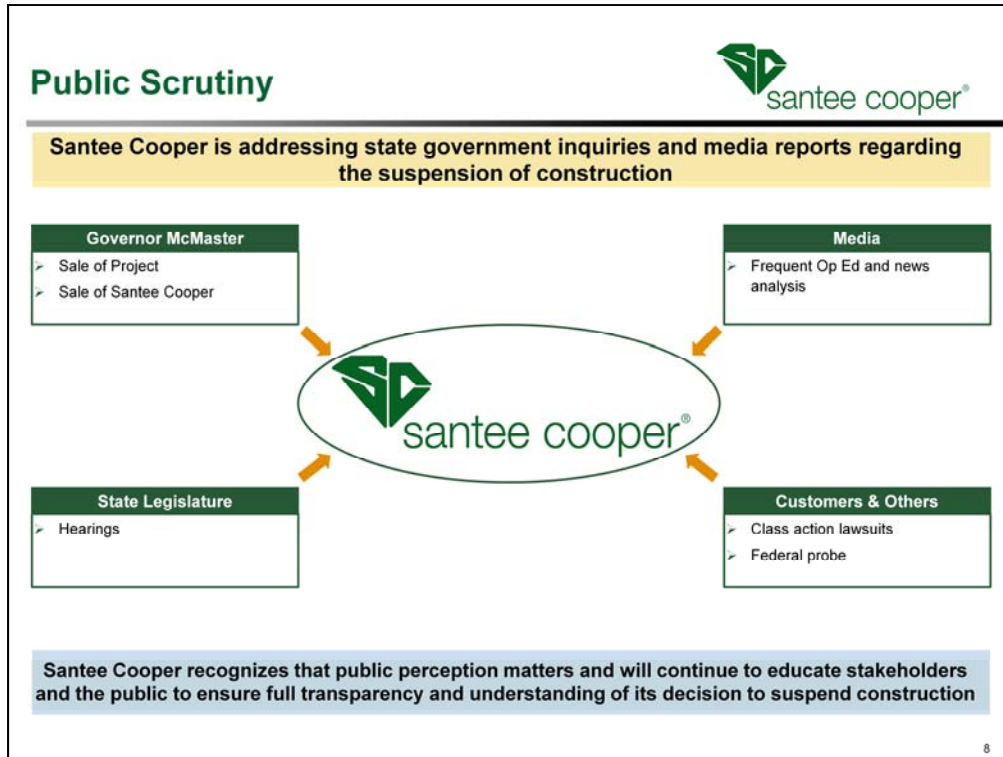 Public Scrutiny
SC
santee cooper®
Santee Cooper is addressing state government inquiries and media reports regarding
the suspension of construction
Governor McMaster
Sale of Project
Sale of Santee Cooper
Media
Frequent Op Ed and news
analysis
SC
santee cooper®
State Legislature
Hearings
Customers & Others
Class action lawsuits
Federal probe
Santee Cooper recognizes that public perception matters and will continue to educate stakeholders
and the public to ensure full transparency and understanding of its decision to suspend construction
8